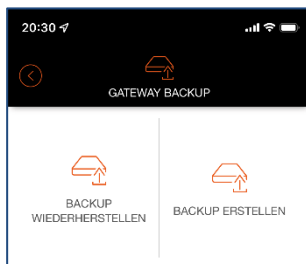 20:30
GATEWAY BACKUP
BACKUP
WIEDERHERSTELLEN
BACKUP ERSTELLEN